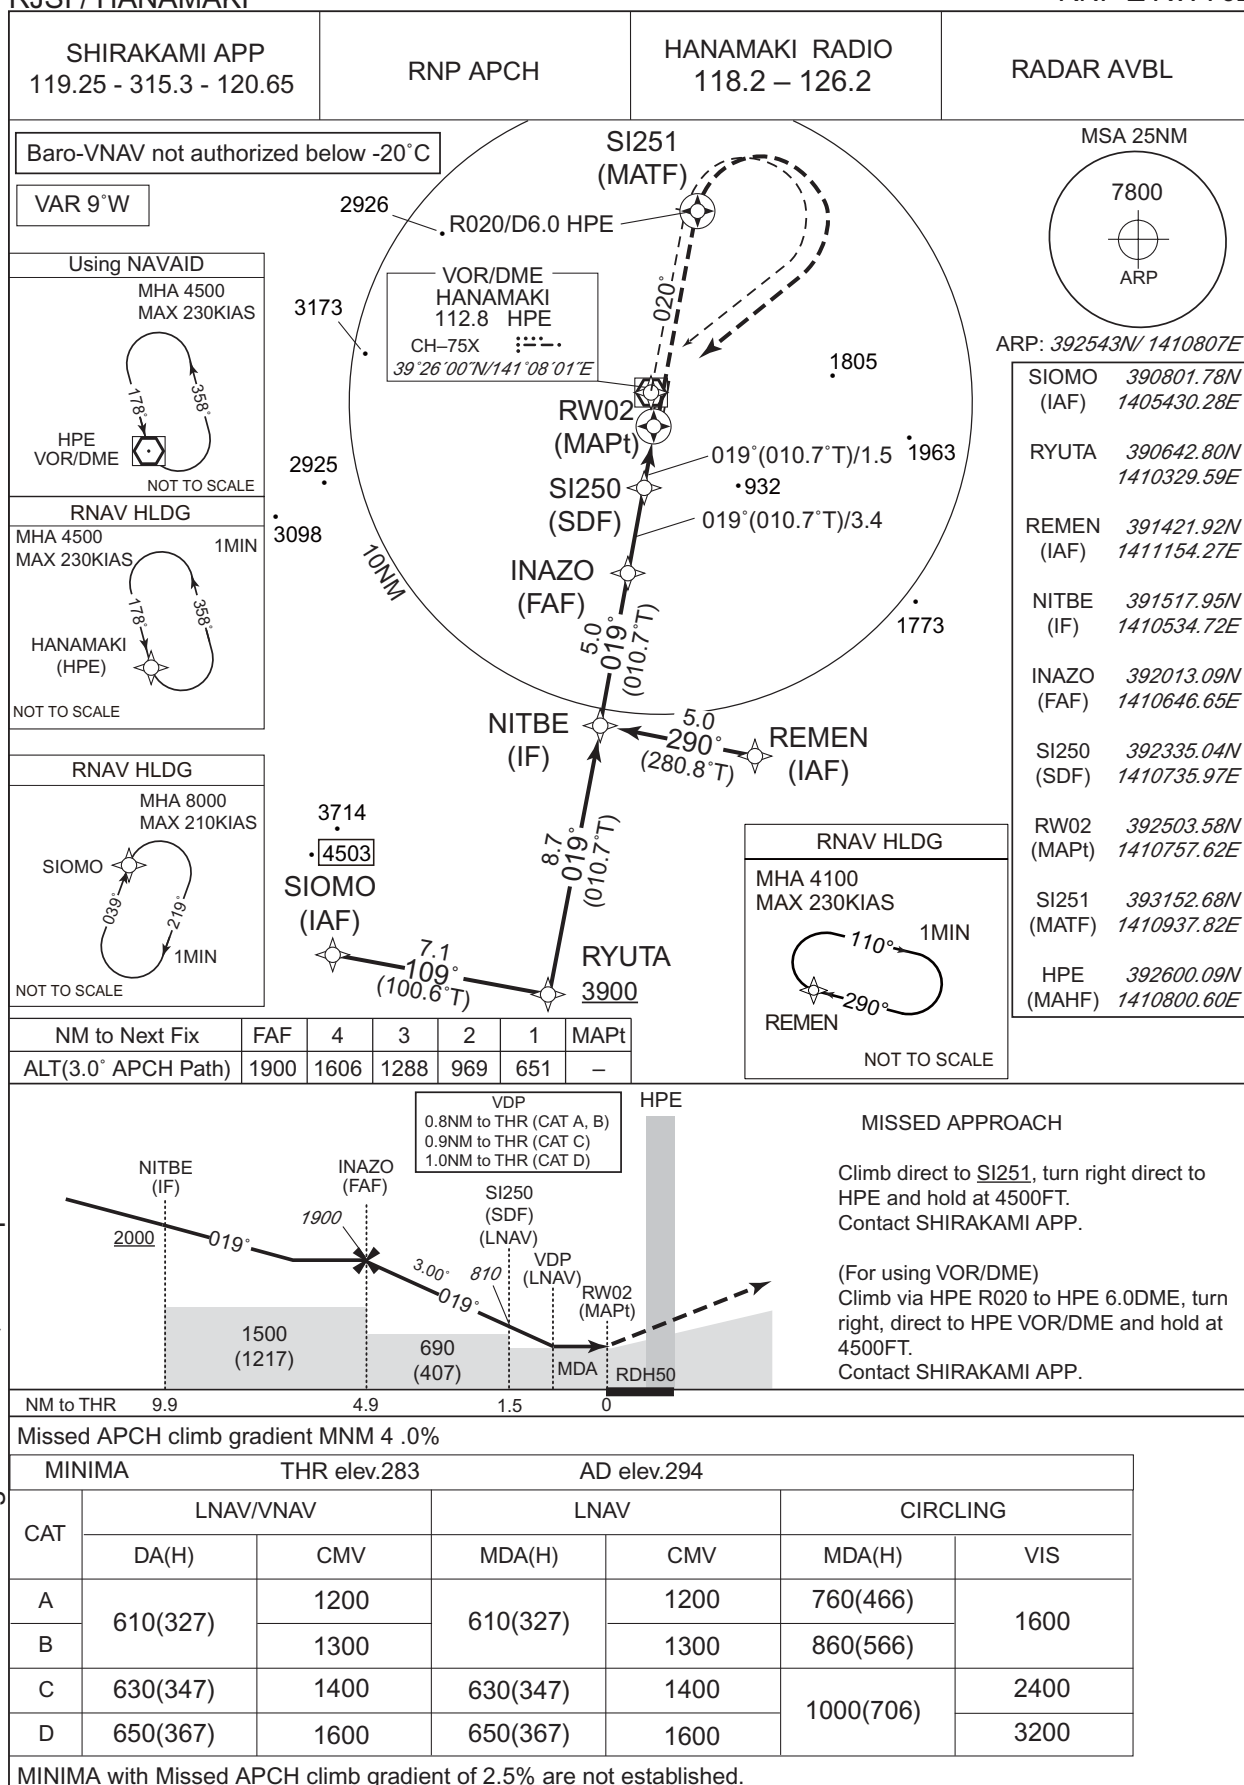 RJSI / HANAMAKI
SHIRAKAMI APP
119.25 - 315.3 - 120.65
RNP APCH
HANAMAKI RADIO
118.2 – 126.2
RADAR AVBL
Baro-VNAV not authorized below -20˚C
VAR 9˚W
SI251
(MATF)
MSA 25NM
7800
ARP
ARP: 392543N/ 1410807E
2926
R020/D6.0 HPE
VOR/DME
HANAMAKI
112.8 HPE
CH–75X
39˚26´00˝N/141˚08´01˝E
020˚
3173
1805
1963
932
2925
3098
1773
10NM
RW02
(MAPt)
019˚(010.7˚T)/1.5
SI250
(SDF)
019˚(010.7˚T)/3.4
INAZO
(FAF)
5.0
019˚
(010.7˚T)
NITBE
(IF)
5.0
290˚
(280.8˚T)
REMEN
(IAF)
8.7
019˚
(010.7˚T)
3714
4503
SIOMO
(IAF)
7.1
109˚
(100.6˚T)
RYUTA
3900
Using NAVAID
MHA 4500
MAX 230KIAS
178˚
358˚
HPE
VOR/DME
NOT TO SCALE
RNAV HLDG
MHA 4500
MAX 230KIAS
1MIN
178˚
358˚
HANAMAKI
(HPE)
NOT TO SCALE
RNAV HLDG
MHA 8000
MAX 210KIAS
SIOMO
039˚
219˚
1MIN
NOT TO SCALE
RNAV HLDG
MHA 4100
MAX 230KIAS
110°
1MIN
290°
REMEN
NOT TO SCALE
SIOMO 390801.78N
(IAF) 1405430.28E
RYUTA 390642.80N
1410329.59E
REMEN 391421.92N
(IAF) 1411154.27E
NITBE 391517.95N
(IF) 1410534.72E
INAZO 392013.09N
(FAF) 1410646.65E
SI250 392335.04N
(SDF) 1410735.97E
RW02 392503.58N
(MAPt) 1410757.62E
SI251 393152.68N
(MATF) 1410937.82E
HPE 392600.09N
(MAHF) 1410800.60E
NM to Next Fix FAF 4 3 2 1 MAPt
ALT(3.0˚ APCH Path) 1900 1606 1288 969 651 –
VDP
0.8NM to THR (CAT A, B)
0.9NM to THR (CAT C)
1.0NM to THR (CAT D)
HPE
NITBE
(IF)
INAZO
(FAF)
SI250
(SDF)
(LNAV)
VDP
(LNAV)
RW02
(MAPt)
2000
019˚
1900
3.00˚
019˚
810
1500
(1217)
690
(407)
MDA
RDH50
NM to THR 9.9 4.9 1.5 0
MISSED APPROACH
Climb direct to SI251, turn right direct to
HPE and hold at 4500FT.
Contact SHIRAKAMI APP.
(For using VOR/DME)
Climb via HPE R020 to HPE 6.0DME, turn
right, direct to HPE VOR/DME and hold at
4500FT.
Contact SHIRAKAMI APP.
Missed APCH climb gradient MNM 4 .0%
MINIMA THR elev.283 AD elev.294
CAT LNAV/VNAV LNAV CIRCLING
DA(H) CMV MDA(H) CMV MDA(H) VIS
A 610(327) 1200 610(327) 1200 760(466) 1600
B 1300 1300 860(566)
C 630(347) 1400 630(347) 1400 1000(706) 2400
D 650(367) 1600 650(367) 1600 3200
MINIMA with Missed APCH climb gradient of 2.5% are not established.